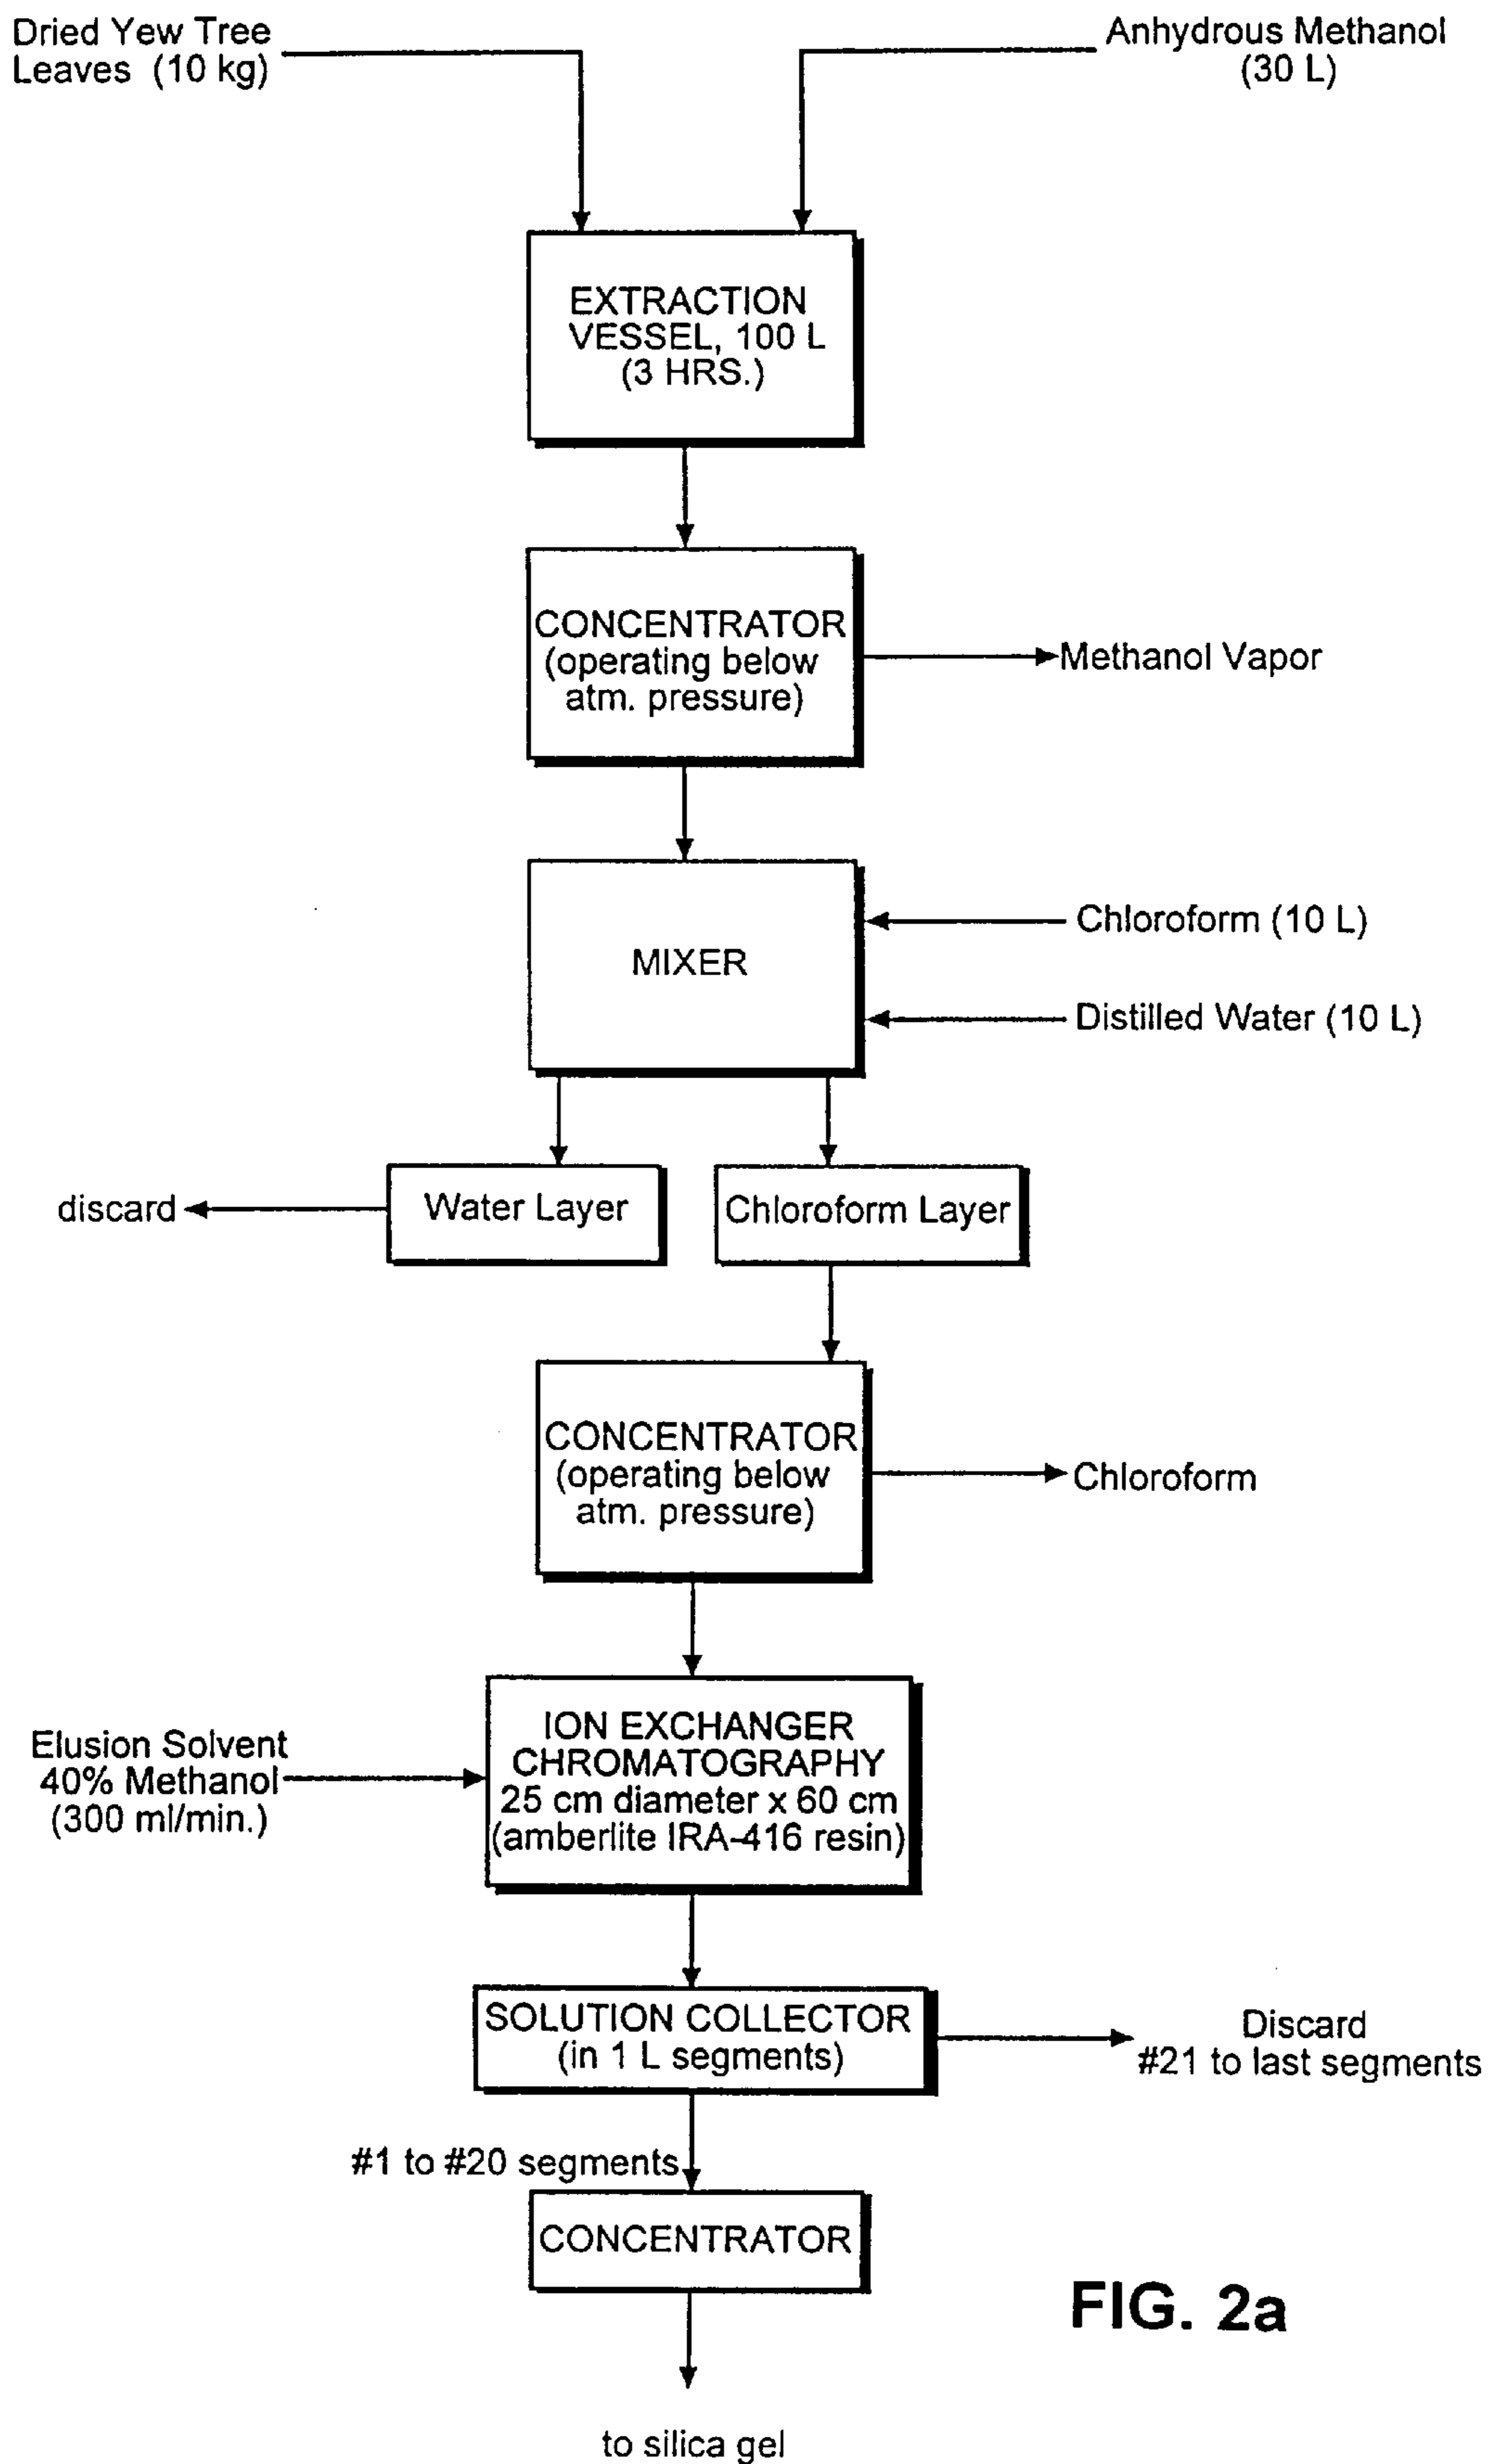 Dried Yew Tree
Leaves (10 kg)
Anhydrous Methanol
(30 L)
EXTRACTION
VESSEL, 100 L
(3 HRS.)
CONCENTRATOR
(operating below
atm. pressure)
Methanol Vapor
MIXER
Chloroform (10 L)
Distilled Water (10 L)
discard
Water Layer
Chloroform Layer
CONCENTRATOR
(operating below
atm. pressure)
Chloroform
Elusion Solvent
40% Methanol
(300 ml/min.)
ION EXCHANGER
CHROMATOGRAPHY
25 cm diameter x 60 cm
(amberlite IRA-416 resin)
SOLUTION COLLECTOR
(in 1 L segments)
Discard
#21 to last segments
#1 to #20 segments
CONCENTRATOR
FIG. 2a
to silica gel